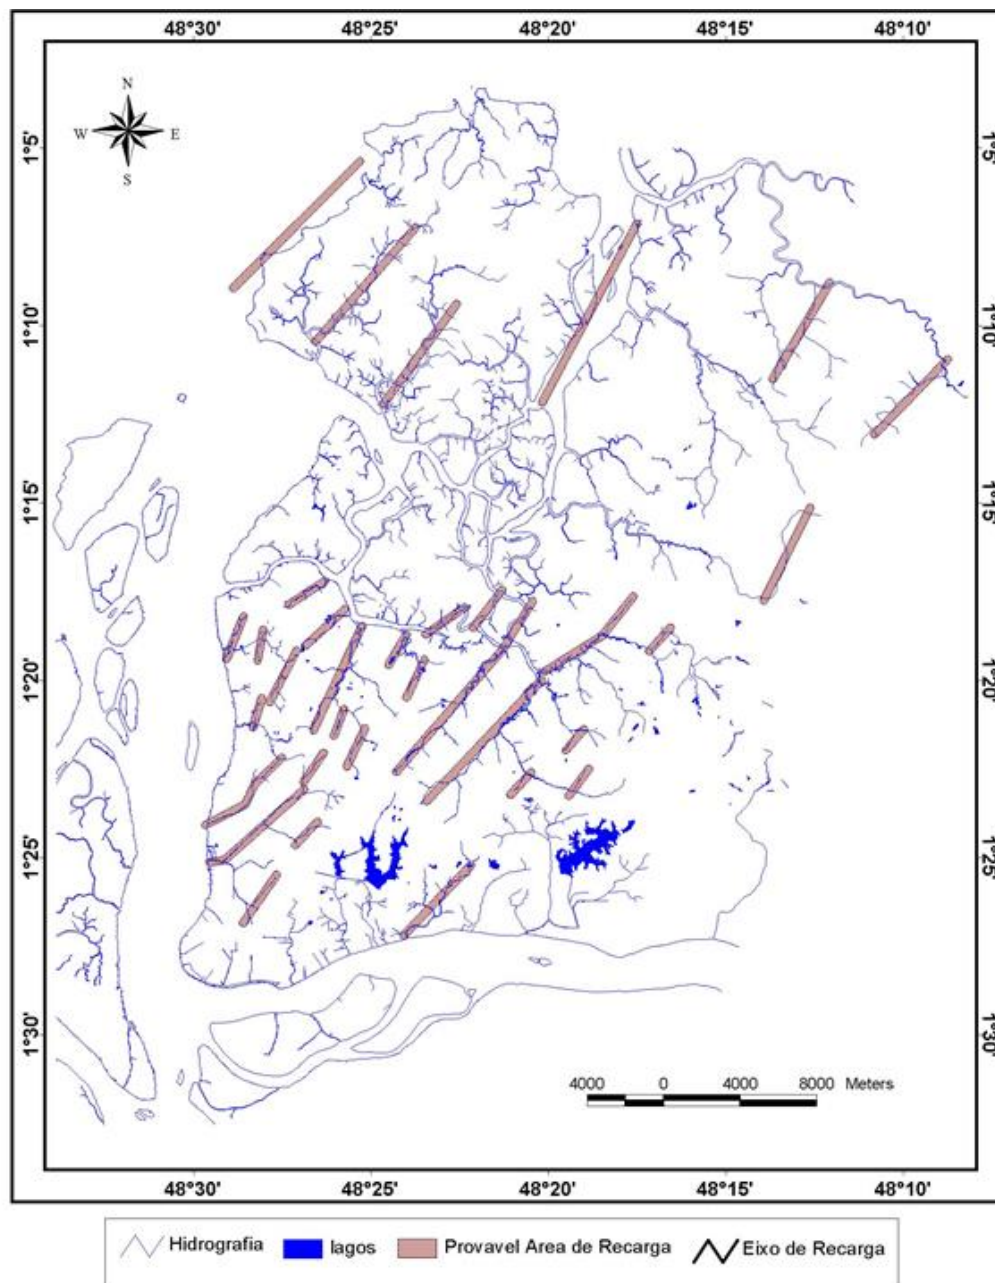 48°30' 48°25' 48°20' 48°15' 48°10'
N
W E
S
1°5' 1°5'
1°10' 1°10'
1°15' 1°15'
1°20' 1°20'
1°25' 1°25'
1°30' 1°30'
4000 0 4000 8000 Meters
48°30' 48°25' 48°20' 48°15' 48°10'
Hidrografia lagos Provavel Area de Recarga Eixo de Recarga